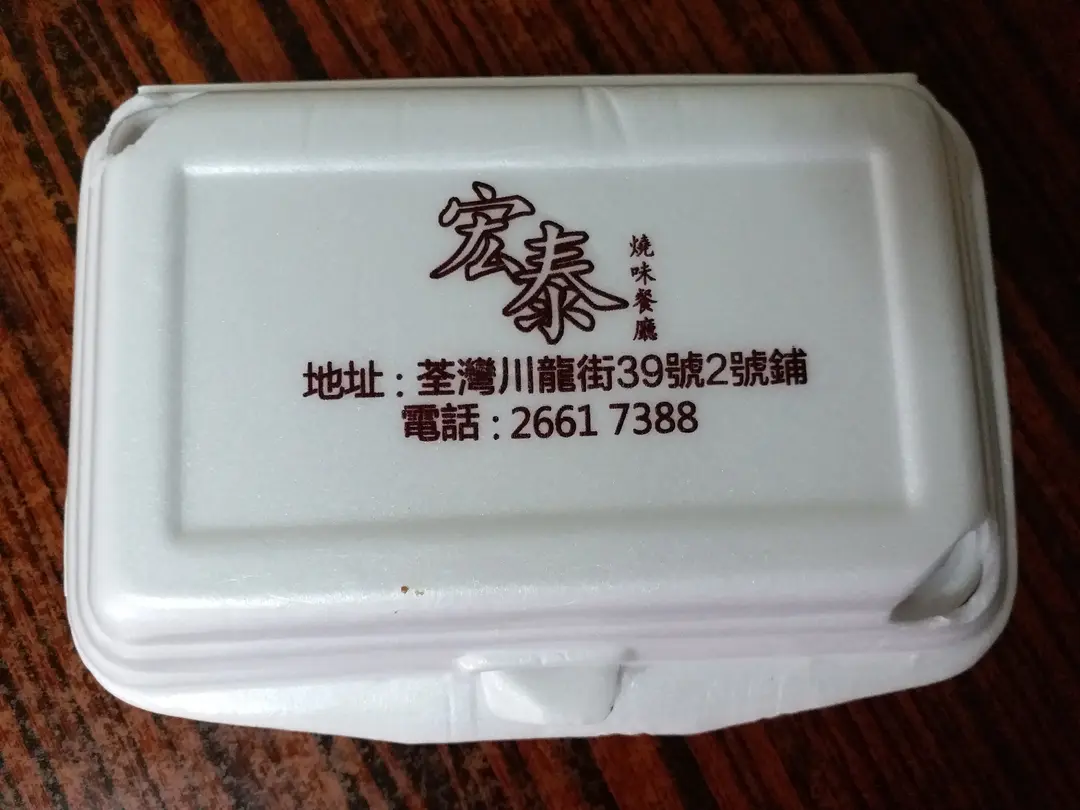 宏泰
燒味餐廳
地址 : 荃灣川龍街39號2號鋪
電話 : 2661 7388